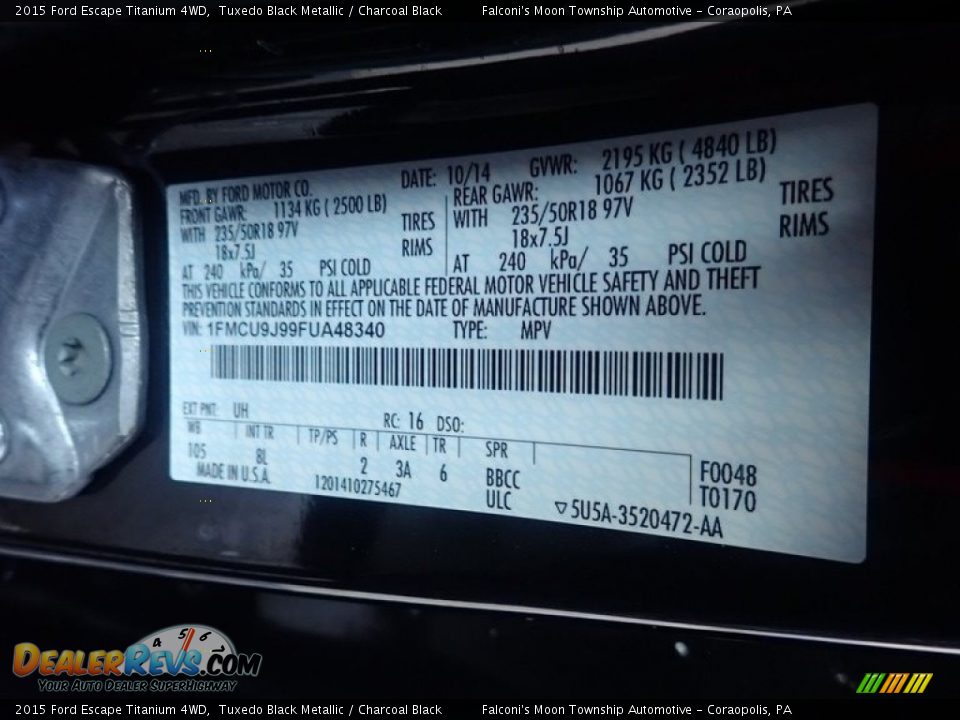 2015 Ford Escape Titanium 4WD, Tuxedo Black Metallic / Charcoal Black Falconi's Moon Township Automotive - Coraopolis, PA
MFD. BY FORD MOTOR CO. DATE: 10/14 GVWR: 2195 KG ( 4840 LB)
FRONT GAWR: 1134 KG ( 2500 LB) REAR GAWR: 1067 KG ( 2352 LB)
WITH 235/50R18 97V TIRES WITH 235/50R18 97V TIRES
18x7.5J RIMS 18x7.5J RIMS
AT 240 kPa/ 35 PSI COLD AT 240 kPa/ 35 PSI COLD
THIS VEHICLE CONFORMS TO ALL APPLICABLE FEDERAL MOTOR VEHICLE SAFETY AND THEFT
PREVENTION STANDARDS IN EFFECT ON THE DATE OF MANUFACTURE SHOWN ABOVE.
VIN: 1FMCU9J99FUA48340 TYPE: MPV
EXT PNT: UH RC: 16 DSO:
WB INT TR TP/PS R AXLE TR SPR
105 8L 2 3A 6 BBCC F0048
MADE IN U.S.A. 1201410275467 ULC T0170
▽5U5A-3520472-AA
4 5 6
DealerRevs.com
Your Auto Dealer SuperHighway
2015 Ford Escape Titanium 4WD, Tuxedo Black Metallic / Charcoal Black Falconi's Moon Township Automotive - Coraopolis, PA